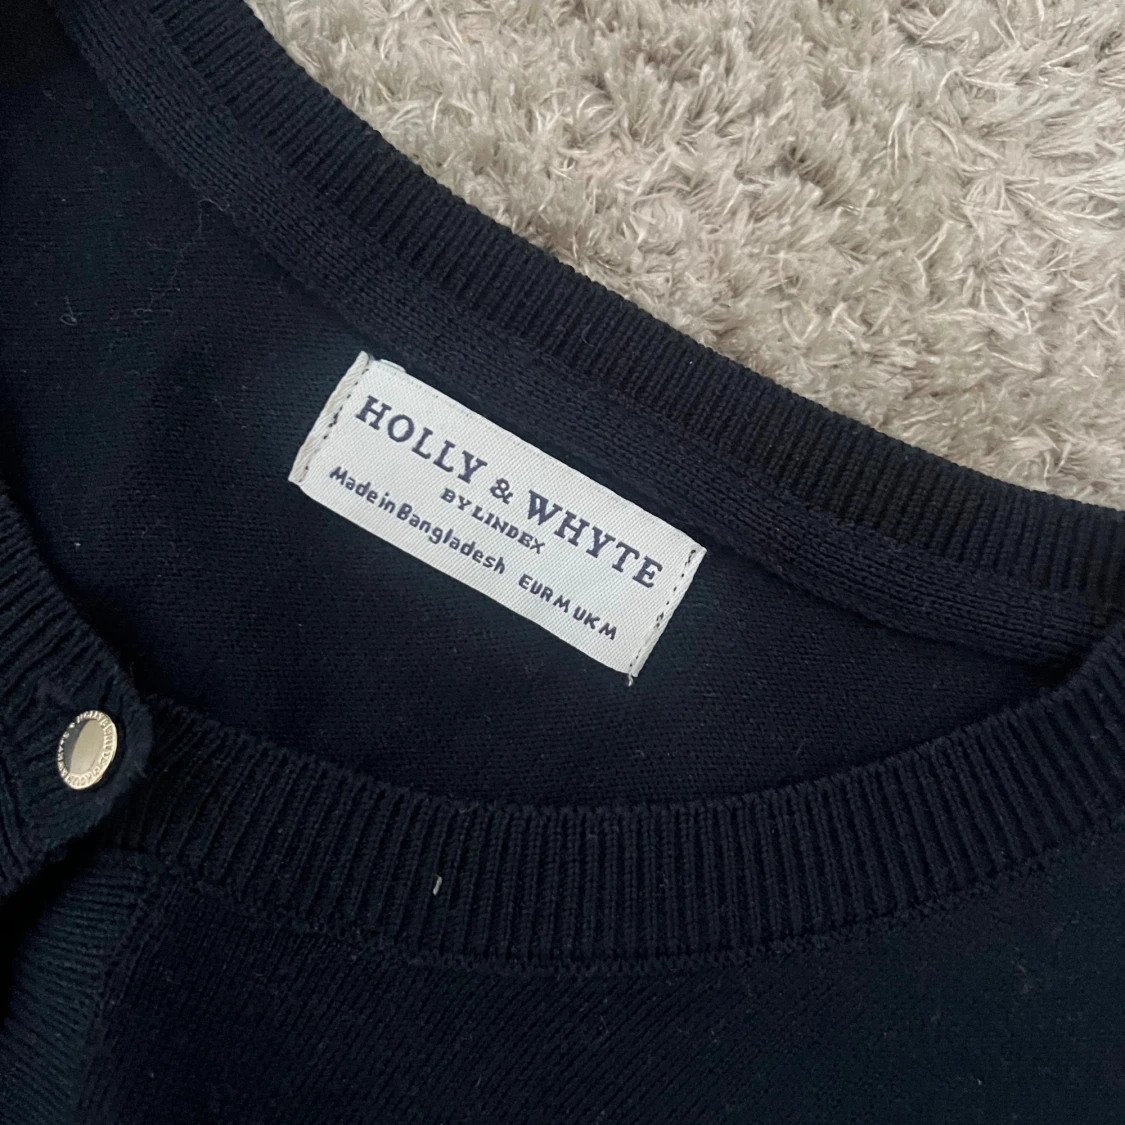 HOLLY & WHYTE
BY LINDEX
Made in Bangladesh EUR M UK M